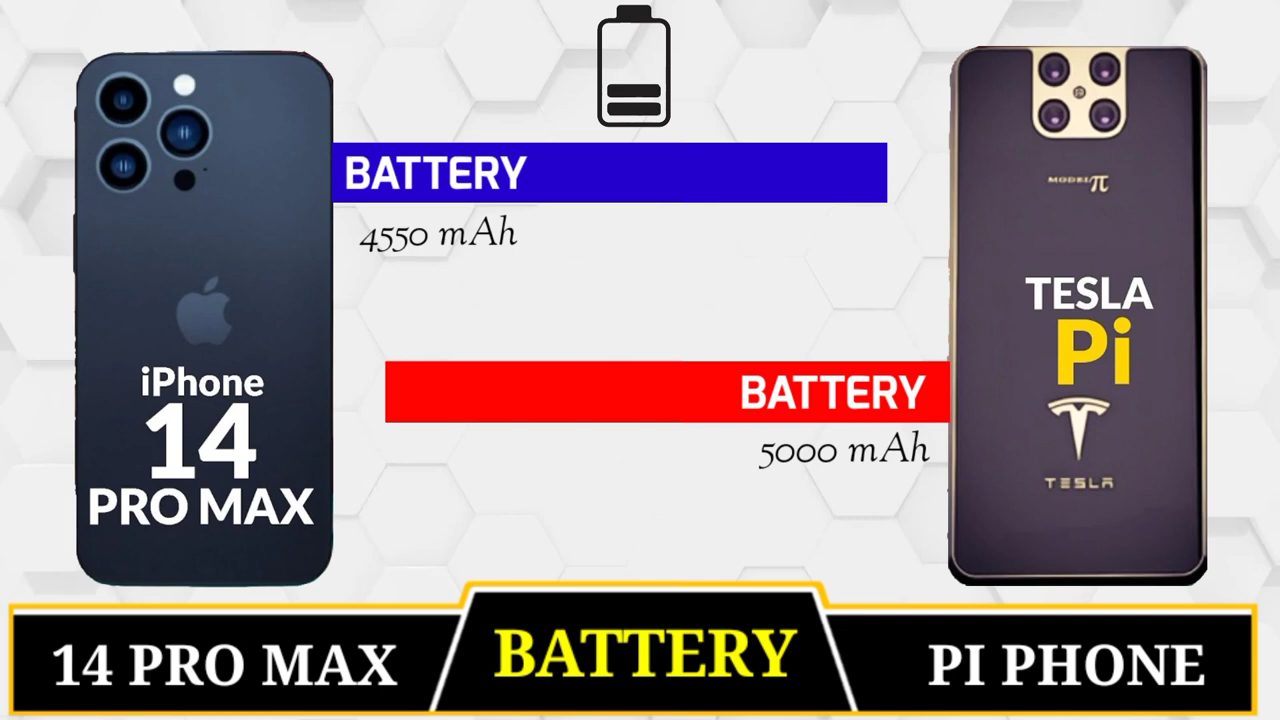 BATTERY
4550 mAh
iPhone
14
PRO MAX
MODEL π
TESLA
Pi
TESLA
BATTERY
5000 mAh
14 PRO MAX
BATTERY
PI PHONE